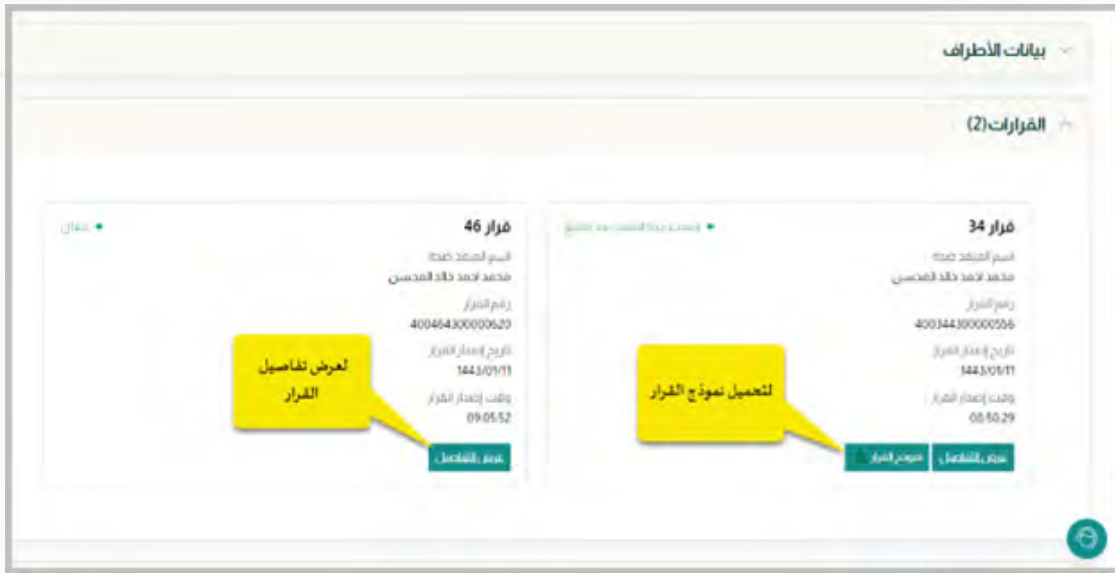 بيانات الأطراف
القرارات (2)
قرار 34
اسم المنفذ ضده
محمد احمد خالد المحسن
رقم القرار
400344300000556
تاريخ إصدار القرار
1443/01/11
وقت إصدار القرار
08:50:29
عرض التفاصيل
نموذج القرار
لتحميل نموذج القرار
قرار 46
فعال
اسم المنفذ ضده
محمد احمد خالد المحسن
رقم القرار
400464300000620
تاريخ إصدار القرار
1443/01/11
وقت إصدار القرار
09:05:52
عرض التفاصيل
لعرض تفاصيل
القرار